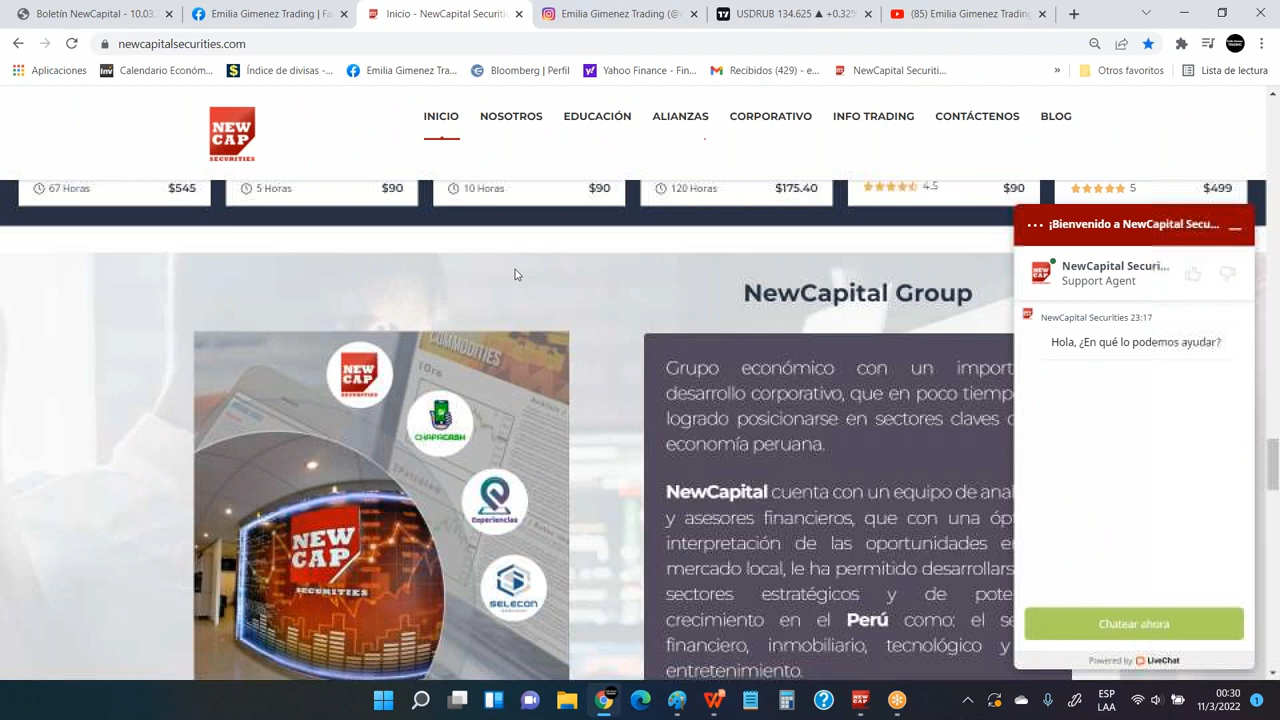 Boletín NewCapital - 10.03.
Emilia Gimenez Trading | Fa
Inicio - NewCapital Securiti
Emilia Gimenez Trading (@
USDRUB 134.625 ▲ +0.32%
(85) Emilia Gimenez Trading
newcapitalsecurities.com
Aplicaciones
Calendario Económ...
Índice de divisas -...
Emilia Gimenez Tra...
Bloomberg | Perfil
Yahoo Finance - Fin...
Recibidos (429) - e...
NewCapital Securiti...
»
Otros favoritos
Lista de lectura
NEW CAP SECURITIES
INICIO
NOSOTROS
EDUCACIÓN
ALIANZAS
CORPORATIVO
INFO TRADING
CONTÁCTENOS
BLOG
67 Horas $545
5 Horas $90
10 Horas $90
120 Horas $175.40
4.5 $90
5 $499
¡Bienvenido a NewCapital Secu...
NewCapital Securi...
Support Agent
NewCapital Securities 23:17
Hola, ¿En qué lo podemos ayudar?
Chatear ahora
Powered by LiveChat
NewCapital Group
Grupo económico con un import
desarrollo corporativo, que en poco tiemp
logrado posicionarse en sectores claves
economía peruana.
NewCapital cuenta con un equipo de anal
y asesores financieros, que con una óp
interpretación de las oportunidades e
mercado local, le ha permitido desarrollars
sectores estratégicos y de pote
crecimiento en el Perú como: el se
financiero, inmobiliario, tecnológico y
entretenimiento.
COMMODITIES
NEW CAP SECURITIES
CHAPACASH
Experiencias
SELECON
NEW CAP SECURITIES
ESP
LAA
00:30
11/3/2022